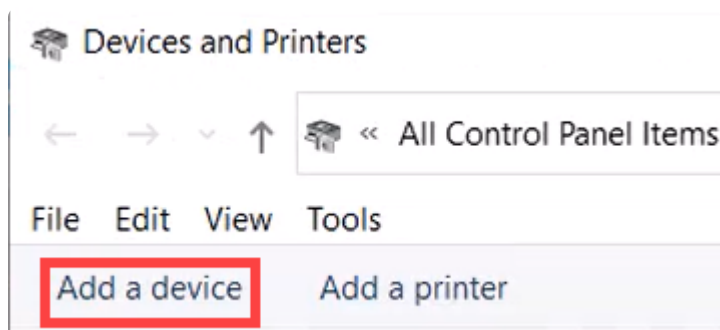 Devices and Printers
« All Control Panel Items
File Edit View Tools
Add a device Add a printer